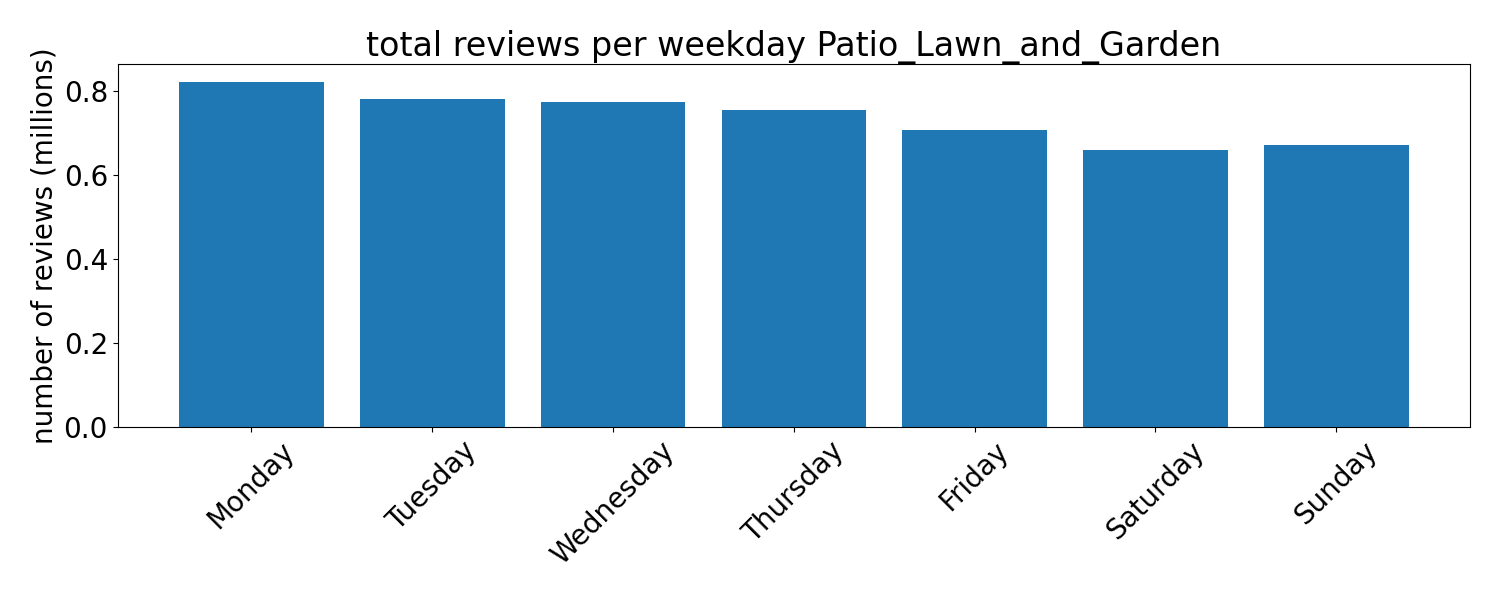 total reviews per weekday Patio_Lawn_and_Garden
number of reviews (millions)
0.8
0.6
0.4
0.2
0.0
Monday
Tuesday
Wednesday
Thursday
Friday
Saturday
Sunday